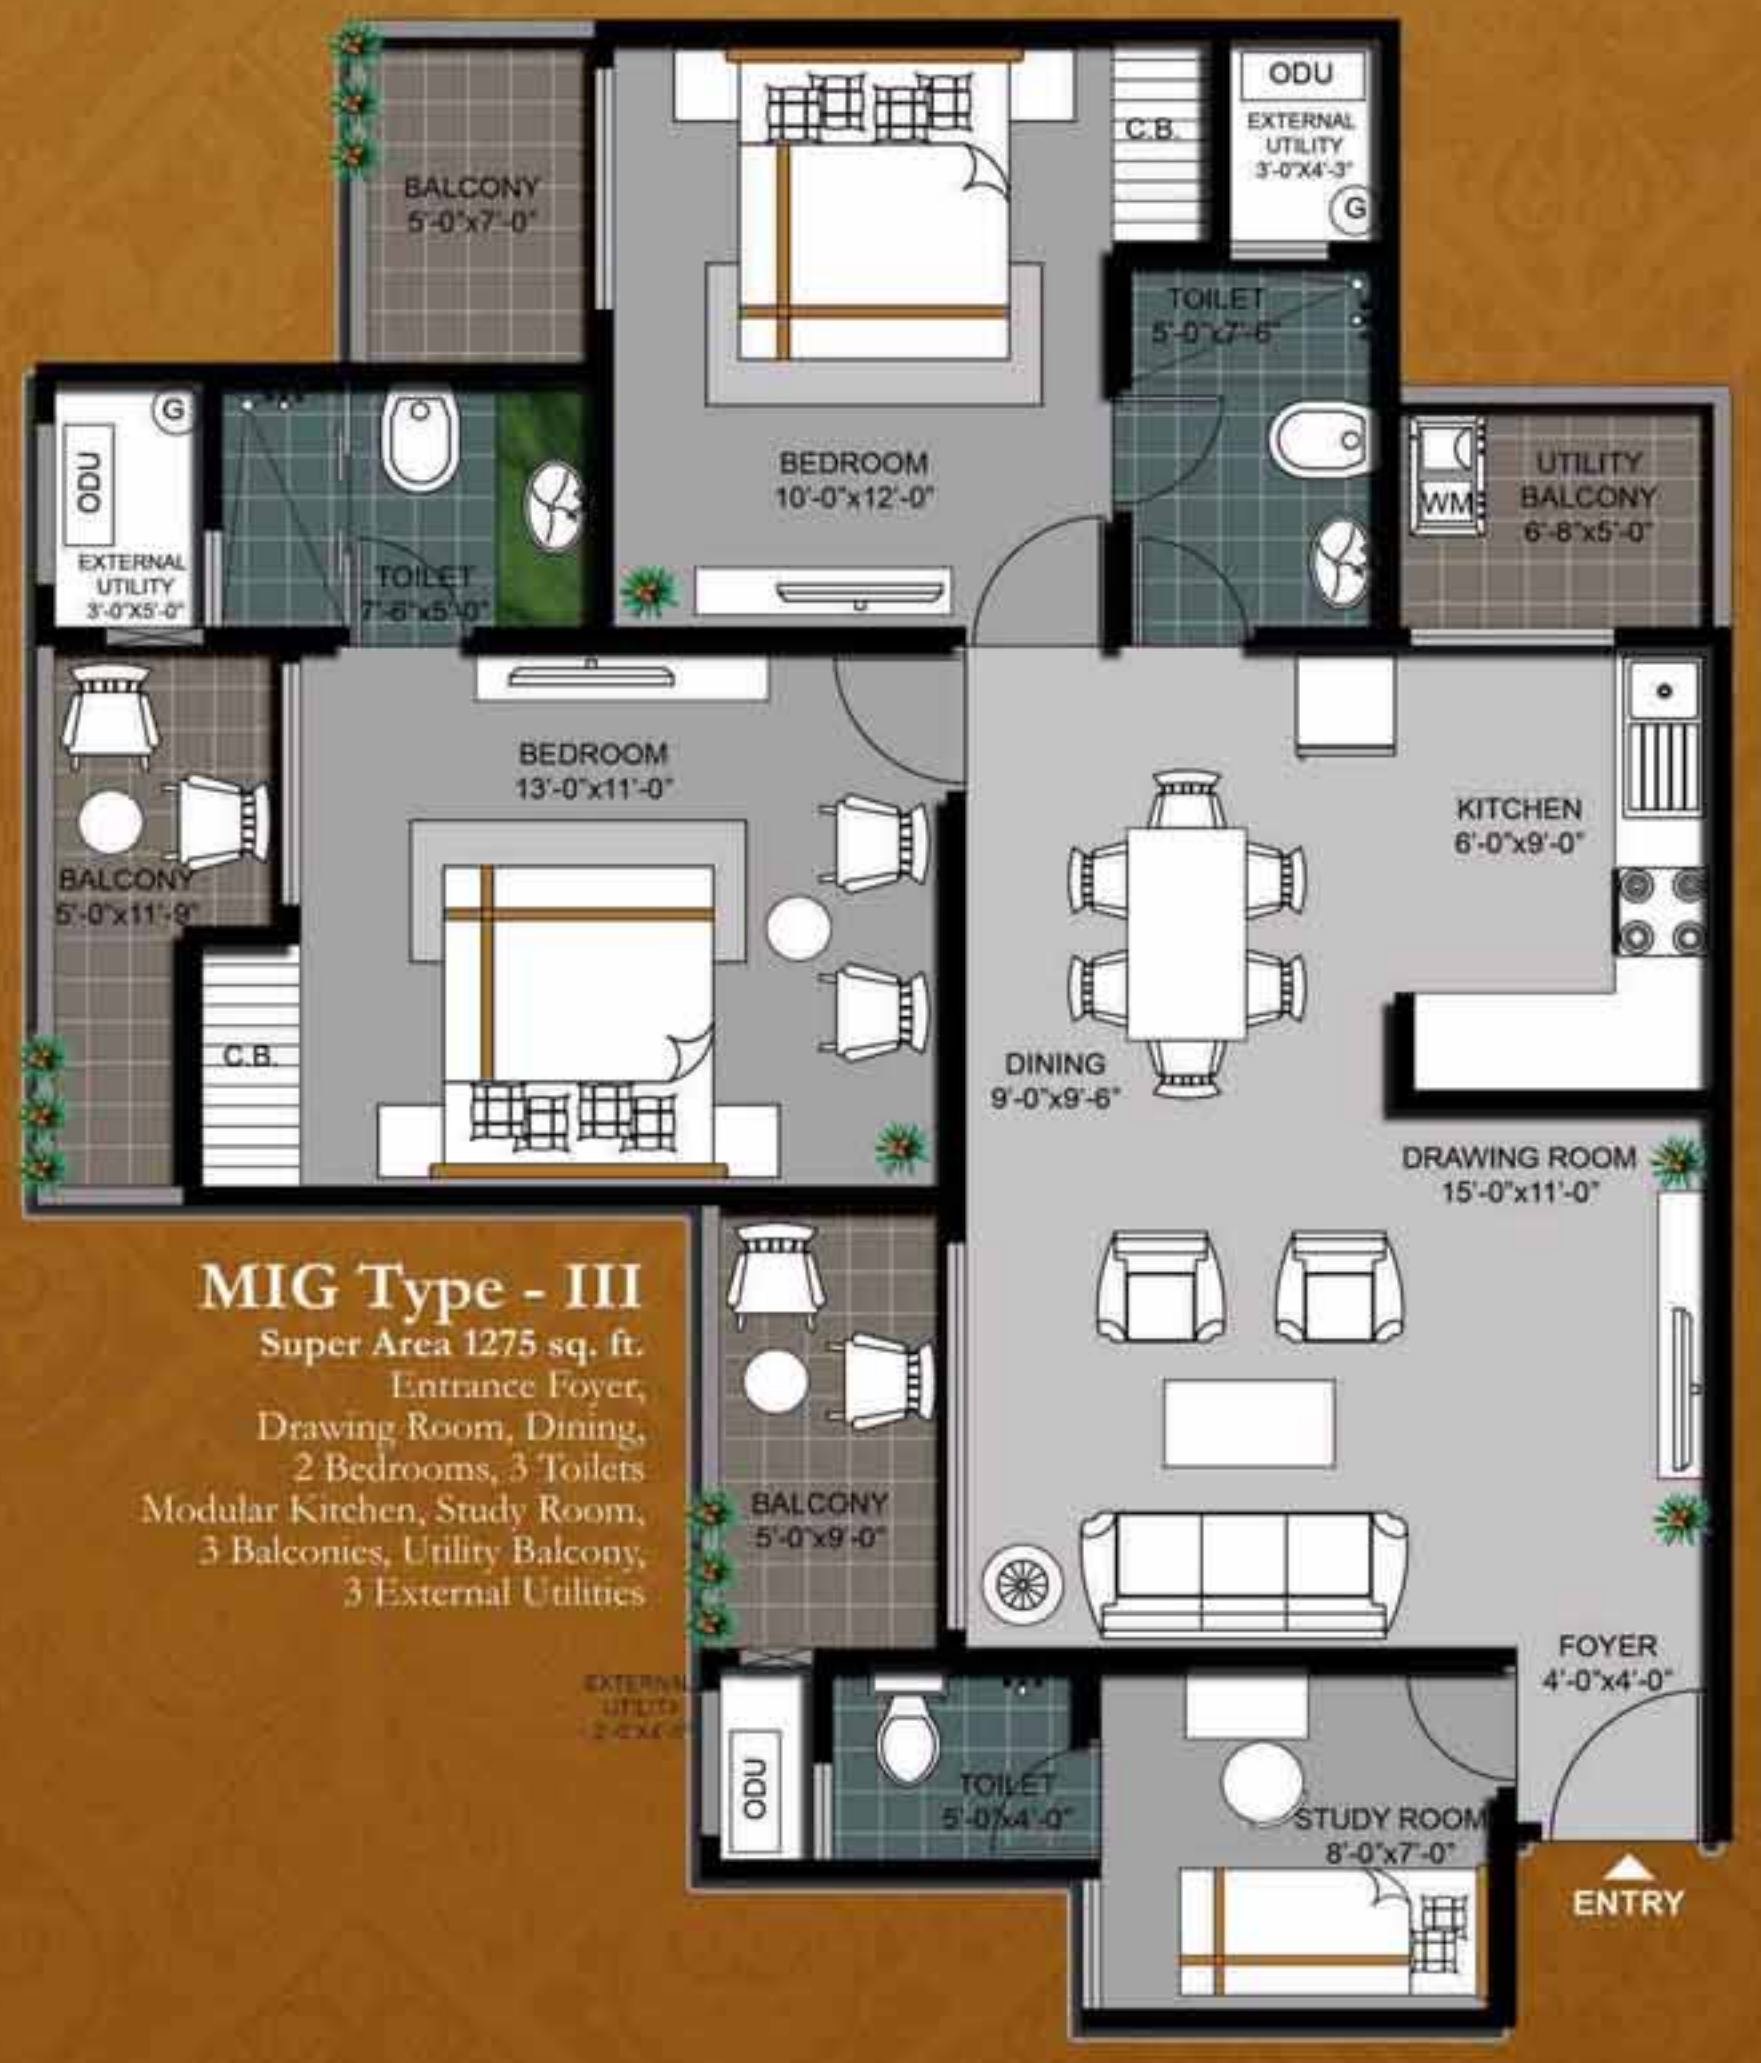 ODU
EXTERNAL
UTILITY
3'-0"X4'-3"
G
C.B.
BALCONY
5'-0"x7'-0"
TOILET
5'-0"x7'-6"
BEDROOM
10'-0"x12'-0"
G
ODU
EXTERNAL
UTILITY
3'-0"X5'-0"
TOILET
7'-6"x5'-0"
WM
UTILITY
BALCONY
6'-8"x5'-0"
BEDROOM
13'-0"x11'-0"
KITCHEN
6'-0"x9'-0"
BALCONY
5'-0"x11'-9"
C.B.
DINING
9'-0"x9'-6"
DRAWING ROOM
15'-0"x11'-0"
MIG Type - III
Super Area 1275 sq. ft.
Entrance Foyer,
Drawing Room, Dining,
2 Bedrooms, 3 Toilets
Modular Kitchen, Study Room,
3 Balconies, Utility Balcony,
3 External Utilities
BALCONY
5'-0"x9'-0"
FOYER
4'-0"x4'-0"
EXTERNAL
UTILITY
ODU
TOILET
5'-0"x4'-0"
STUDY ROOM
8'-0"x7'-0"
ENTRY